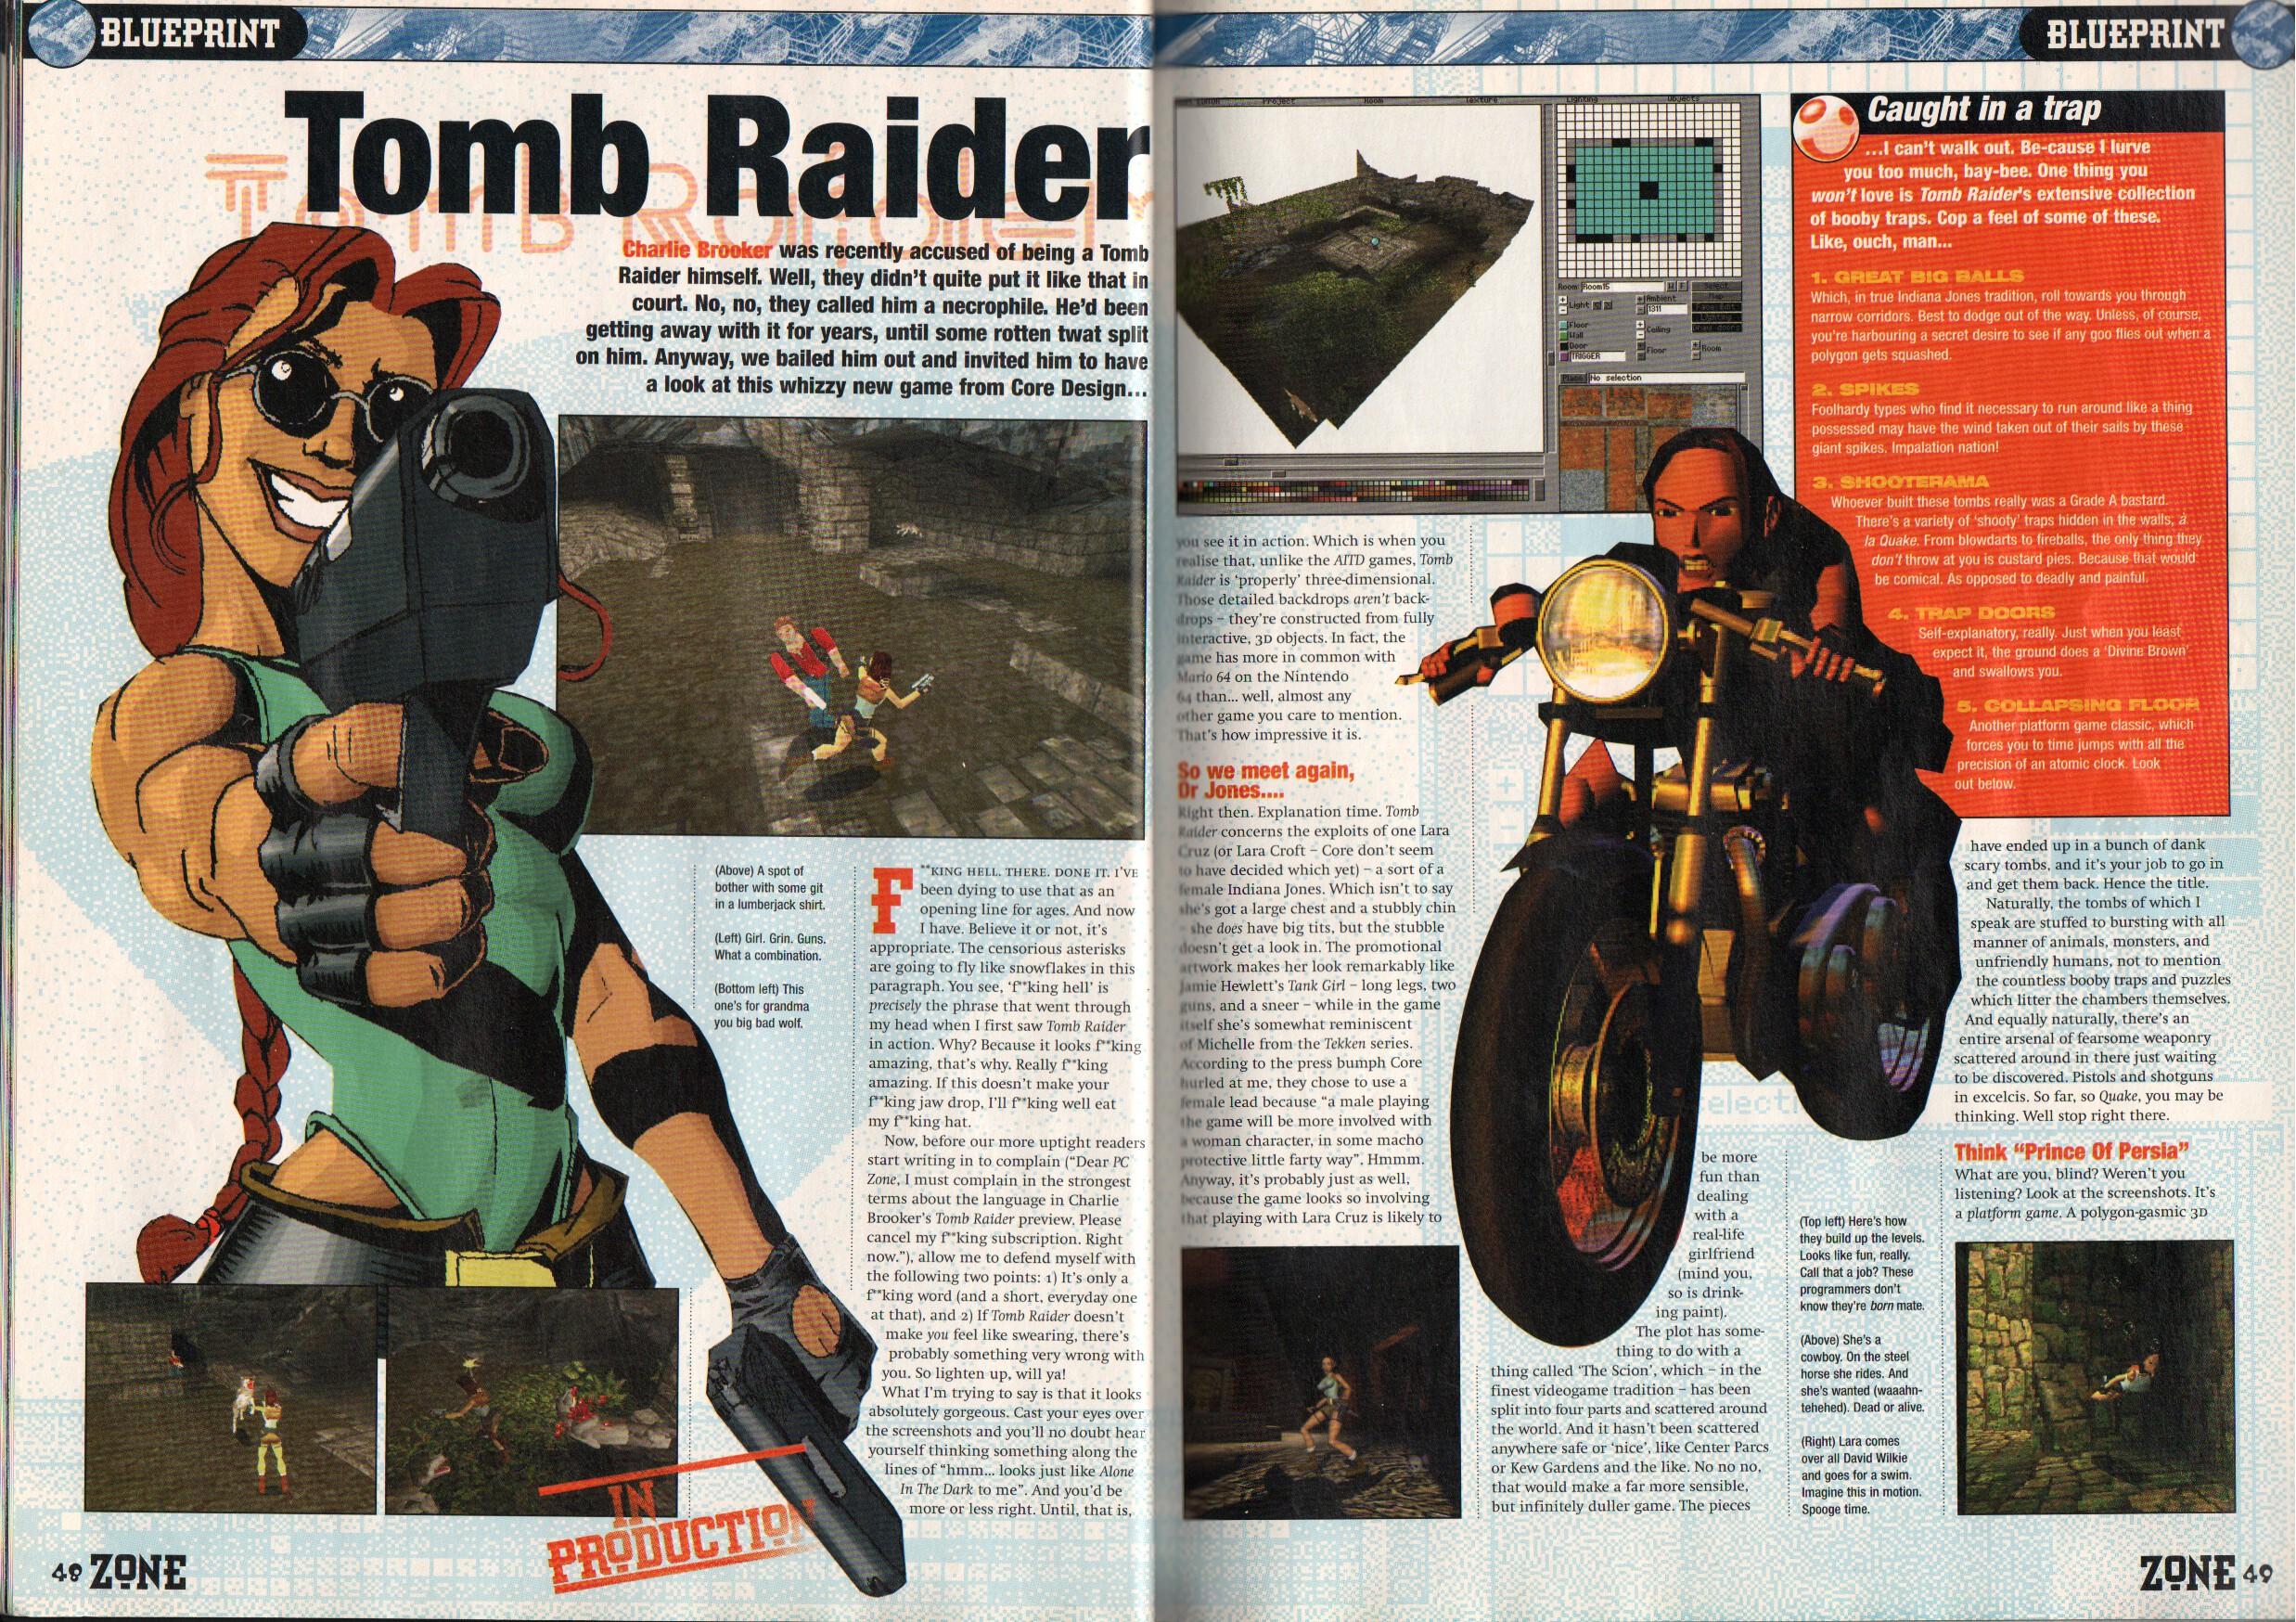 BLUEPRINT
BLUEPRINT
Tomb Raider
Tomb Raider
Charlie Brooker was recently accused of being a Tomb
Raider himself. Well, they didn't quite put it like that in
court. No, no, they called him a necrophile. He'd been
getting away with it for years, until some rotten twat split
on him. Anyway, we bailed him out and invited him to have
a look at this whizzy new game from Core Design...
(Above) A spot of
bother with some git
in a lumberjack shirt.
(Left) Girl. Grin. Guns.
What a combination.
(Bottom left) This
one's for grandma
you big bad wolf.
F**KING HELL. THERE. DONE IT. I'VE
been dying to use that as an
opening line for ages. And now
I have. Believe it or not, it's
appropriate. The censorious asterisks
are going to fly like snowflakes in this
paragraph. You see, 'f**king hell' is
precisely the phrase that went through
my head when I first saw Tomb Raider
in action. Why? Because it looks f**king
amazing, that's why. Really f**king
amazing. If this doesn't make your
f**king jaw drop, I'll f**king well eat
my f**king hat.
Now, before our more uptight readers
start writing in to complain ("Dear PC
Zone, I must complain in the strongest
terms about the language in Charlie
Brooker's Tomb Raider preview. Please
cancel my f**king subscription. Right
now."), allow me to defend myself with
the following two points: 1) It's only a
f**king word (and a short, everyday one
at that), and 2) If Tomb Raider doesn't
make you feel like swearing, there's
probably something very wrong with
you. So lighten up, will ya!
What I'm trying to say is that it looks
absolutely gorgeous. Cast your eyes over
the screenshots and you'll no doubt hear
yourself thinking something along the
lines of "hmm... looks just like Alone
In The Dark to me". And you'd be
more or less right. Until, that is,
IN
PRODUCTION
48 ZONE
Project Room Texture Lighting Objects
Room Room15
Light
Ambient
1311
Floor
Wall
Door
TRIGGER
Ceiling
Floor
Room
No selection
you see it in action. Which is when you
realise that, unlike the AITD games, Tomb
Raider is 'properly' three-dimensional.
Those detailed backdrops aren't back-
drops – they're constructed from fully
interactive, 3D objects. In fact, the
game has more in common with
Mario 64 on the Nintendo
64 than... well, almost any
other game you care to mention.
That's how impressive it is.
So we meet again,
Dr Jones....
Right then. Explanation time. Tomb
Raider concerns the exploits of one Lara
Cruz (or Lara Croft – Core don't seem
to have decided which yet) – a sort of a
female Indiana Jones. Which isn't to say
she's got a large chest and a stubbly chin
– she does have big tits, but the stubble
doesn't get a look in. The promotional
artwork makes her look remarkably like
Jamie Hewlett's Tank Girl – long legs, two
guns, and a sneer – while in the game
itself she's somewhat reminiscent
of Michelle from the Tekken series.
According to the press bumph Core
hurled at me, they chose to use a
female lead because "a male playing
the game will be more involved with
a woman character, in some macho
protective little farty way". Hmmm.
Anyway, it's probably just as well,
because the game looks so involving
that playing with Lara Cruz is likely to
be more
fun than
dealing
with a
real-life
girlfriend
(mind you,
so is drink-
ing paint).
The plot has some-
thing to do with a
thing called 'The Scion', which – in the
finest videogame tradition – has been
split into four parts and scattered around
the world. And it hasn't been scattered
anywhere safe or 'nice', like Center Parcs
or Kew Gardens and the like. No no no,
that would make a far more sensible,
but infinitely duller game. The pieces
select
(Top left) Here's how
they build up the levels.
Looks like fun, really.
Call that a job? These
programmers don't
know they're born mate.
(Above) She's a
cowboy. On the steel
horse she rides. And
she's wanted (waaahn-
tehehed). Dead or alive.
(Right) Lara comes
over all David Wilkie
and goes for a swim.
Imagine this in motion.
Spooge time.
Caught in a trap
...I can't walk out. Be-cause I lurve
you too much, bay-bee. One thing you
won't love is Tomb Raider's extensive collection
of booby traps. Cop a feel of some of these.
Like, ouch, man...
1. GREAT BIG BALLS
Which, in true Indiana Jones tradition, roll towards you through
narrow corridors. Best to dodge out of the way. Unless, of course,
you're harbouring a secret desire to see if any goo flies out when a
polygon gets squashed.
2. SPIKES
Foolhardy types who find it necessary to run around like a thing
possessed may have the wind taken out of their sails by these
giant spikes. Impalation nation!
3. SHOOTERAMA
Whoever built these tombs really was a Grade A bastard.
There's a variety of 'shooty' traps hidden in the walls, à
la Quake. From blowdarts to fireballs, the only thing they
don't throw at you is custard pies. Because that would
be comical. As opposed to deadly and painful.
4. TRAP DOORS
Self-explanatory, really. Just when you least
expect it, the ground does a 'Divine Brown'
and swallows you.
5. COLLAPSING FLOOR
Another platform game classic, which
forces you to time jumps with all the
precision of an atomic clock. Look
out below.
have ended up in a bunch of dank
scary tombs, and it's your job to go in
and get them back. Hence the title.
Naturally, the tombs of which I
speak are stuffed to bursting with all
manner of animals, monsters, and
unfriendly humans, not to mention
the countless booby traps and puzzles
which litter the chambers themselves.
And equally naturally, there's an
entire arsenal of fearsome weaponry
scattered around in there just waiting
to be discovered. Pistols and shotguns
in excelcis. So far, so Quake, you may be
thinking. Well stop right there.
Think "Prince Of Persia"
What are you, blind? Weren't you
listening? Look at the screenshots. It's
a platform game. A polygon-gasmic 3D
ZONE 49